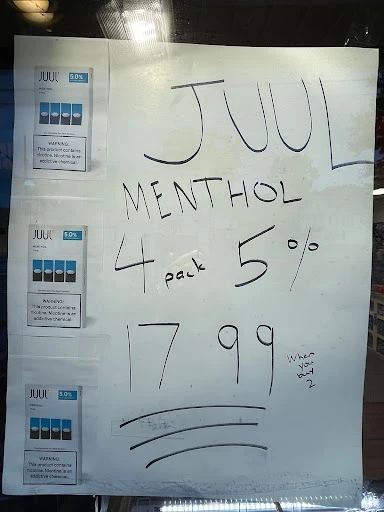 JUUL
MENTHOL
4 pack 5%
17 99
When
you
buy
2
JUUL 5.0%
WARNING:
This product contains
nicotine. Nicotine is an
addictive chemical.
JUUL 5.0%
WARNING:
This product contains
nicotine. Nicotine is an
addictive chemical.
JUUL 5.0%
WARNING:
This product contains
nicotine. Nicotine is an
addictive chemical.